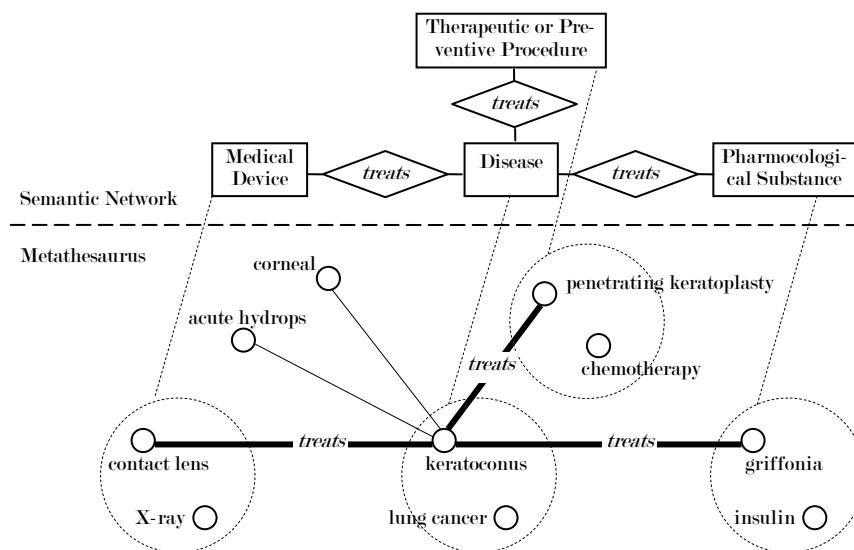 Therapeutic or Pre-
ventive Procedure
treats
Medical
Device
treats
Disease
treats
Pharmocologi-
cal Substance
Semantic Network
Metathesaurus
corneal
penetrating keratoplasty
acute hydrops
treats
chemotherapy
treats
treats
contact lens
keratoconus
griffonia
X-ray
lung cancer
insulin